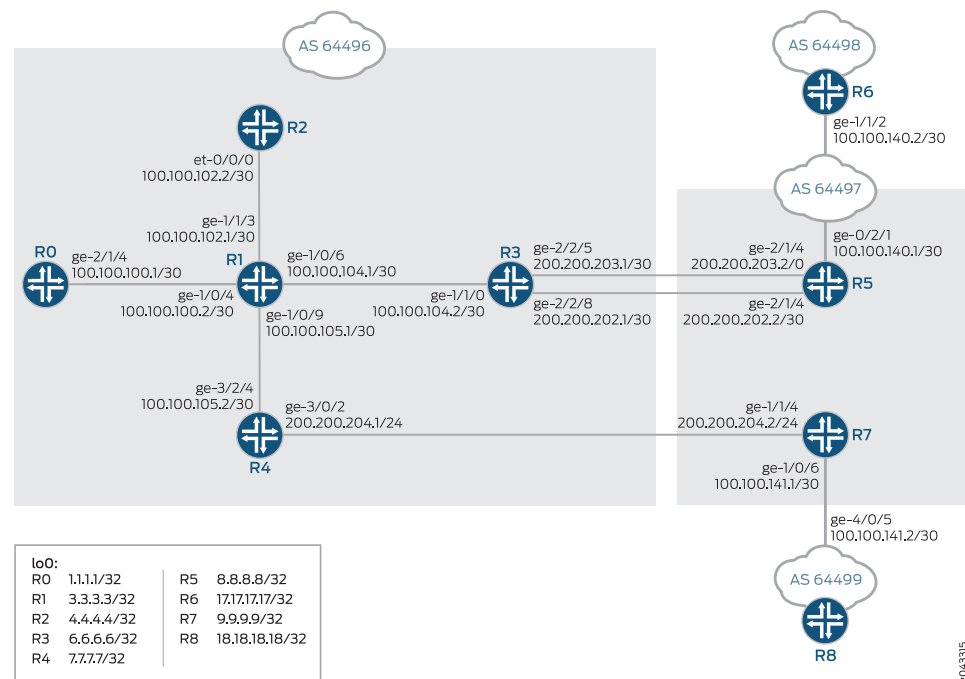 AS 64496
AS 64498
R6
ge-1/1/2
100.100.140.2/30
R2
et-0/0/0
100.100.102.2/30
AS 64497
ge-1/1/3
100.100.102.1/30
ge-0/2/1
100.100.140.1/30
R0
ge-2/1/4
100.100.100.1/30
R1
ge-1/0/6
100.100.104.1/30
R3
ge-2/2/5
200.200.203.1/30
ge-2/1/4
200.200.203.2/0
R5
ge-1/0/4
100.100.100.2/30
ge-1/0/9
100.100.105.1/30
ge-1/1/0
100.100.104.2/30
ge-2/2/8
200.200.202.1/30
ge-2/1/4
200.200.202.2/30
ge-3/2/4
100.100.105.2/30
ge-3/0/2
200.200.204.1/24
R4
ge-1/1/4
200.200.204.2/24
R7
ge-1/0/6
100.100.141.1/30
ge-4/0/5
100.100.141.2/30
AS 64499
R8
lo0:
R0 1.1.1.1/32
R1 3.3.3.3/32
R2 4.4.4.4/32
R3 6.6.6.6/32
R4 7.7.7.7/32
R5 8.8.8.8/32
R6 17.17.17.17/32
R7 9.9.9.9/32
R8 18.18.18.18/32
g043315